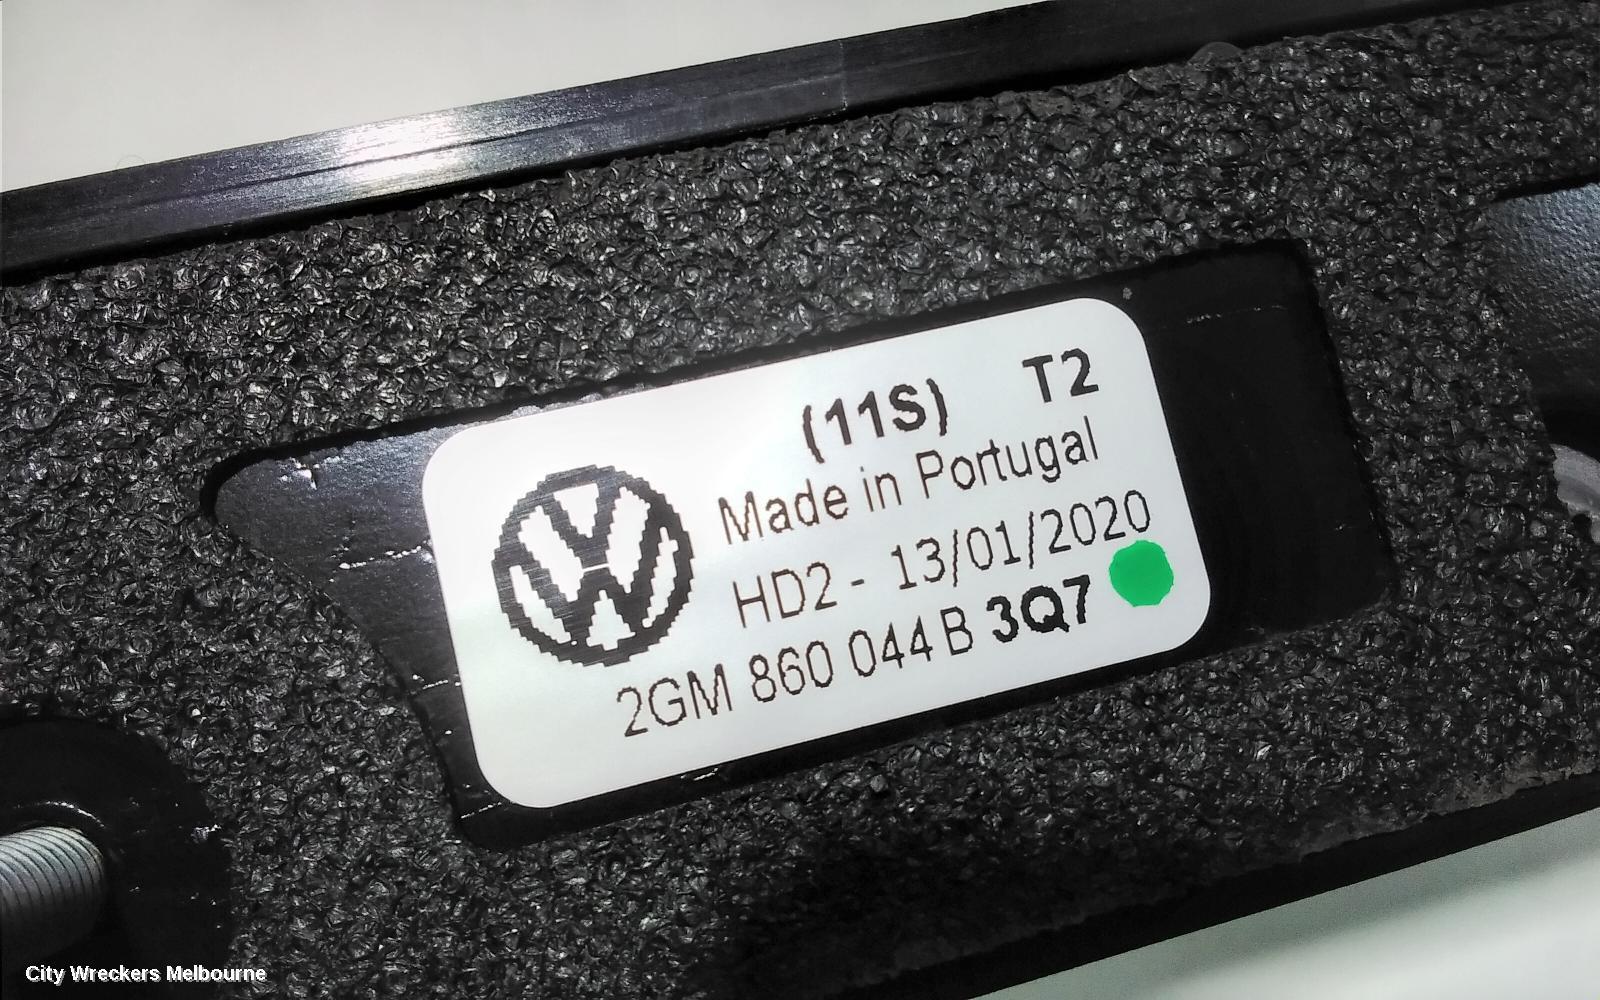 (11S) T2
Made in Portugal
HD2 - 13/01/2020
2GM 860 044 B 3Q7
City Wreckers Melbourne